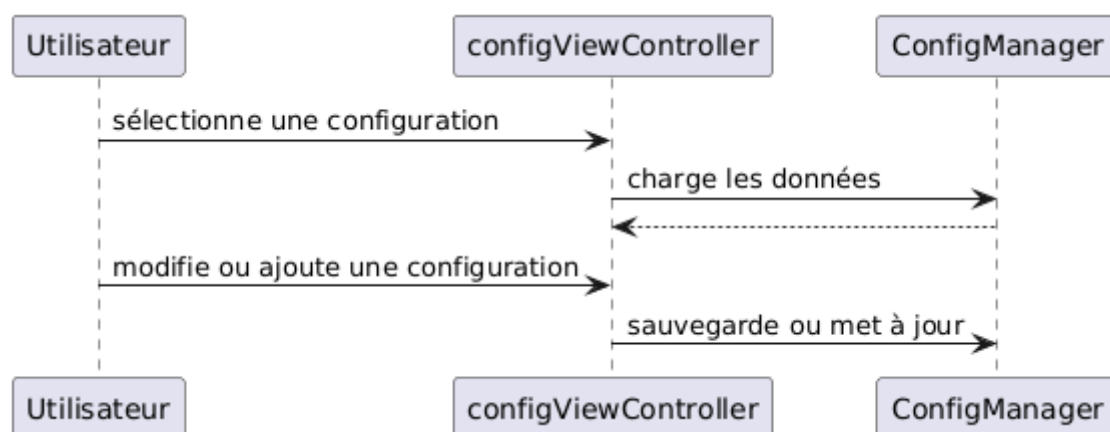 Utilisateur
configViewController
ConfigManager
sélectionne une configuration
charge les données
modifie ou ajoute une configuration
sauvegarde ou met à jour
Utilisateur
configViewController
ConfigManager